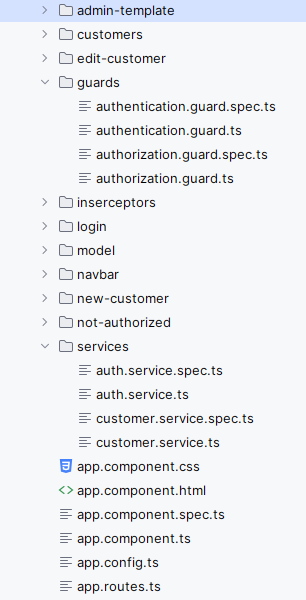 admin-template
customers
edit-customer
guards
authentication.guard.spec.ts
authentication.guard.ts
authorization.guard.spec.ts
authorization.guard.ts
inserceptors
login
model
navbar
new-customer
not-authorized
services
auth.service.spec.ts
auth.service.ts
customer.service.spec.ts
customer.service.ts
app.component.css
app.component.html
app.component.spec.ts
app.component.ts
app.config.ts
app.routes.ts